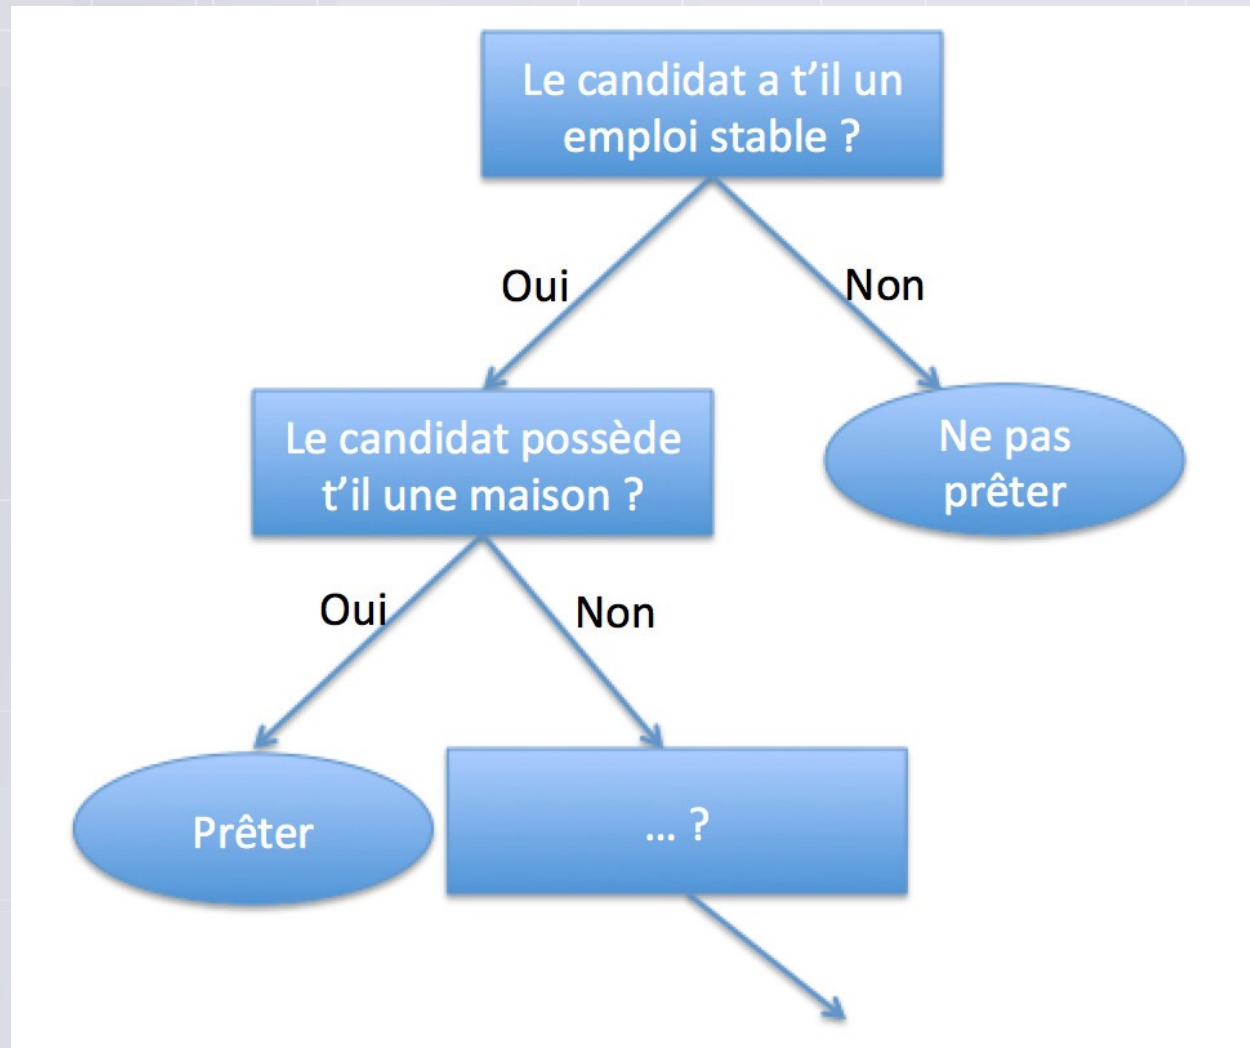 Le candidat a t’il un
emploi stable ?
Oui
Non
Le candidat possède
t’il une maison ?
Ne pas
prêter
Oui
Non
Prêter
... ?